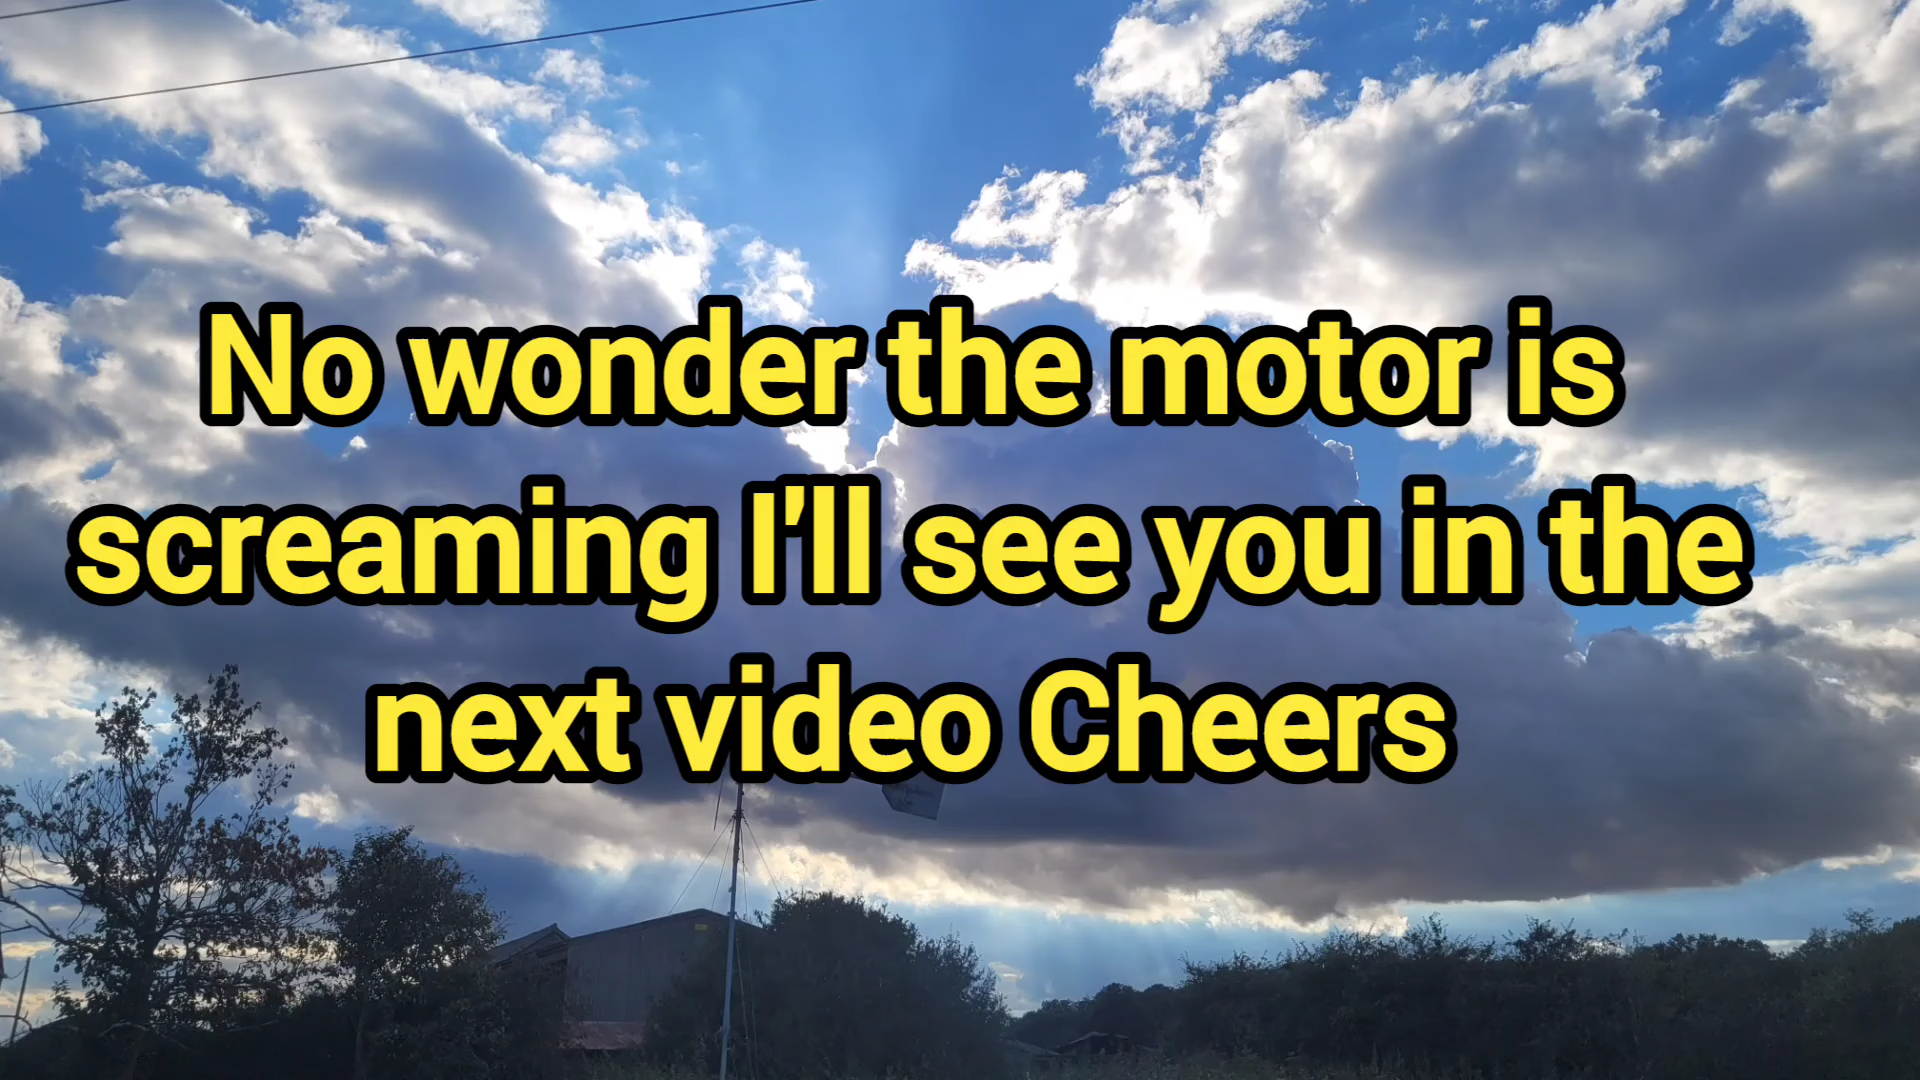 No wonder the motor is
screaming I'll see you in the
next video Cheers